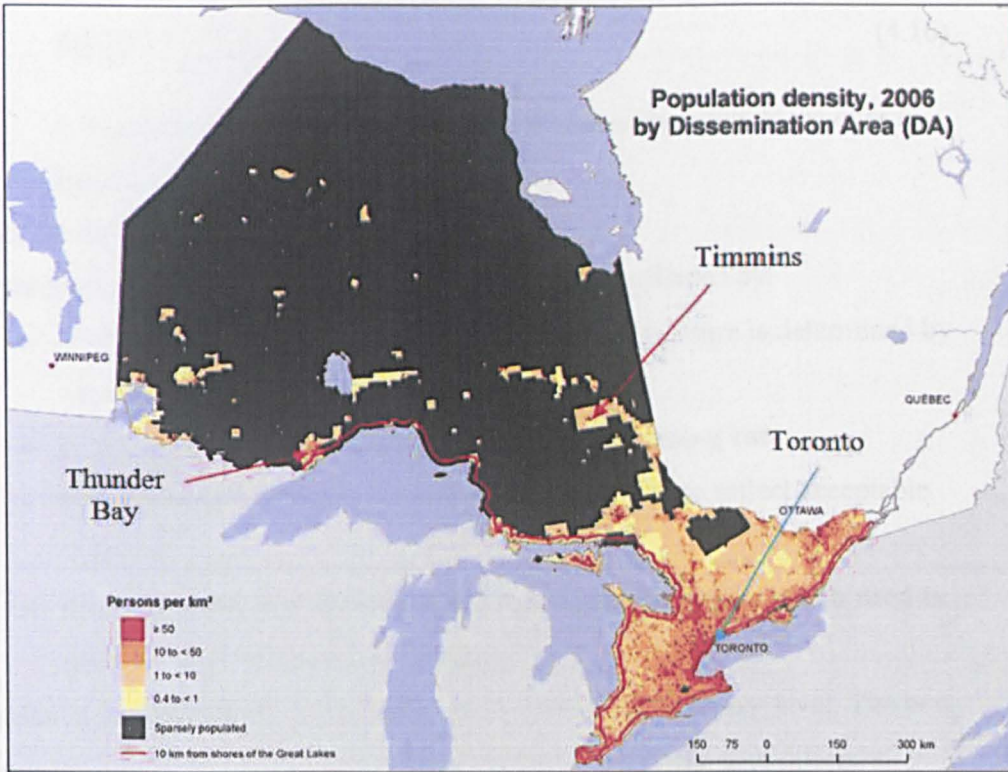 Population density, 2006
by Dissemination Area (DA)
Timmins
WINNIPEG
QUÉBEC
Toronto
Thunder
Bay
OTTAWA
TORONTO
Persons per km²
≥ 50
10 to < 50
1 to < 10
0.4 to < 1
Sparsely populated
10 km from shores of the Great Lakes
150 75 0 150 300 km